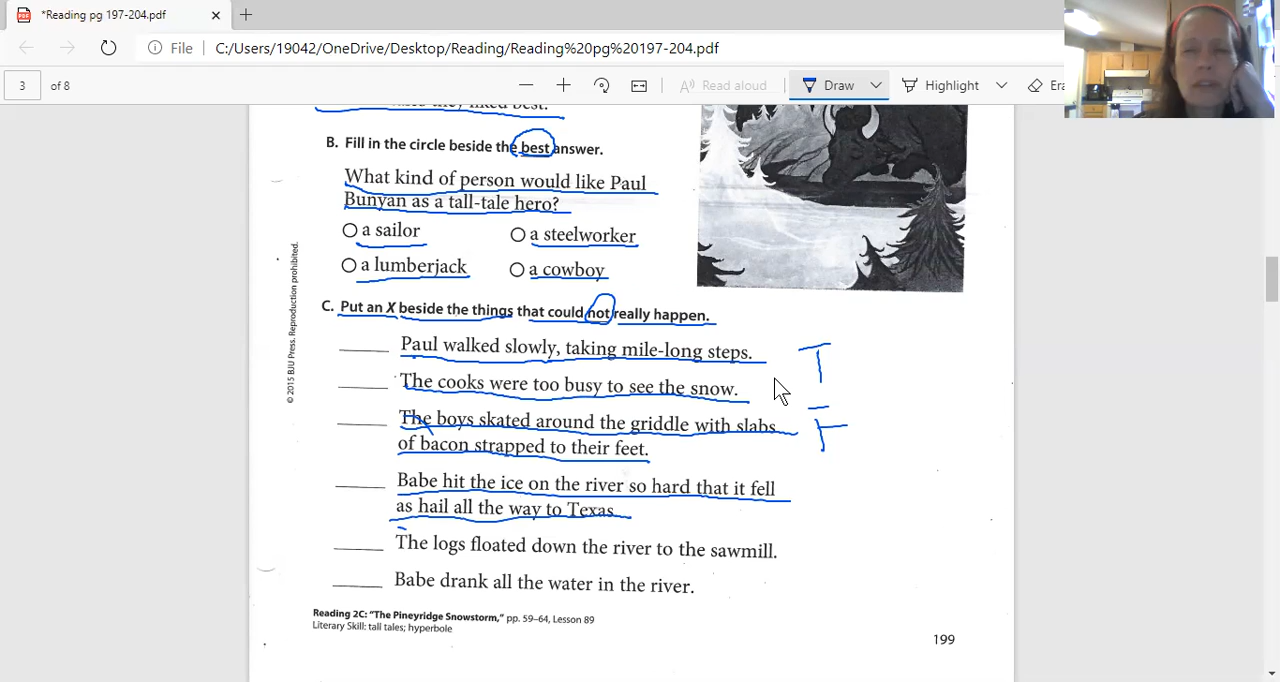 *Reading pg 197-204.pdf
File C:/Users/19042/OneDrive/Desktop/Reading/Reading%20pg%20197-204.pdf
3 of 8 Read aloud Draw Highlight Era
they liked best.
B. Fill in the circle beside the best answer.
What kind of person would like Paul
Bunyan as a tall-tale hero?
a sailor a steelworker
a lumberjack a cowboy
C. Put an X beside the things that could not really happen.
Paul walked slowly, taking mile-long steps. T
The cooks were too busy to see the snow.
The boys skated around the griddle with slabs F
of bacon strapped to their feet.
Babe hit the ice on the river so hard that it fell
as hail all the way to Texas
The logs floated down the river to the sawmill.
Babe drank all the water in the river.
© 2015 BJU Press. Reproduction prohibited.
Reading 2C: “The Pineyridge Snowstorm,” pp. 59–64, Lesson 89
Literary Skill: tall tales; hyperbole
199